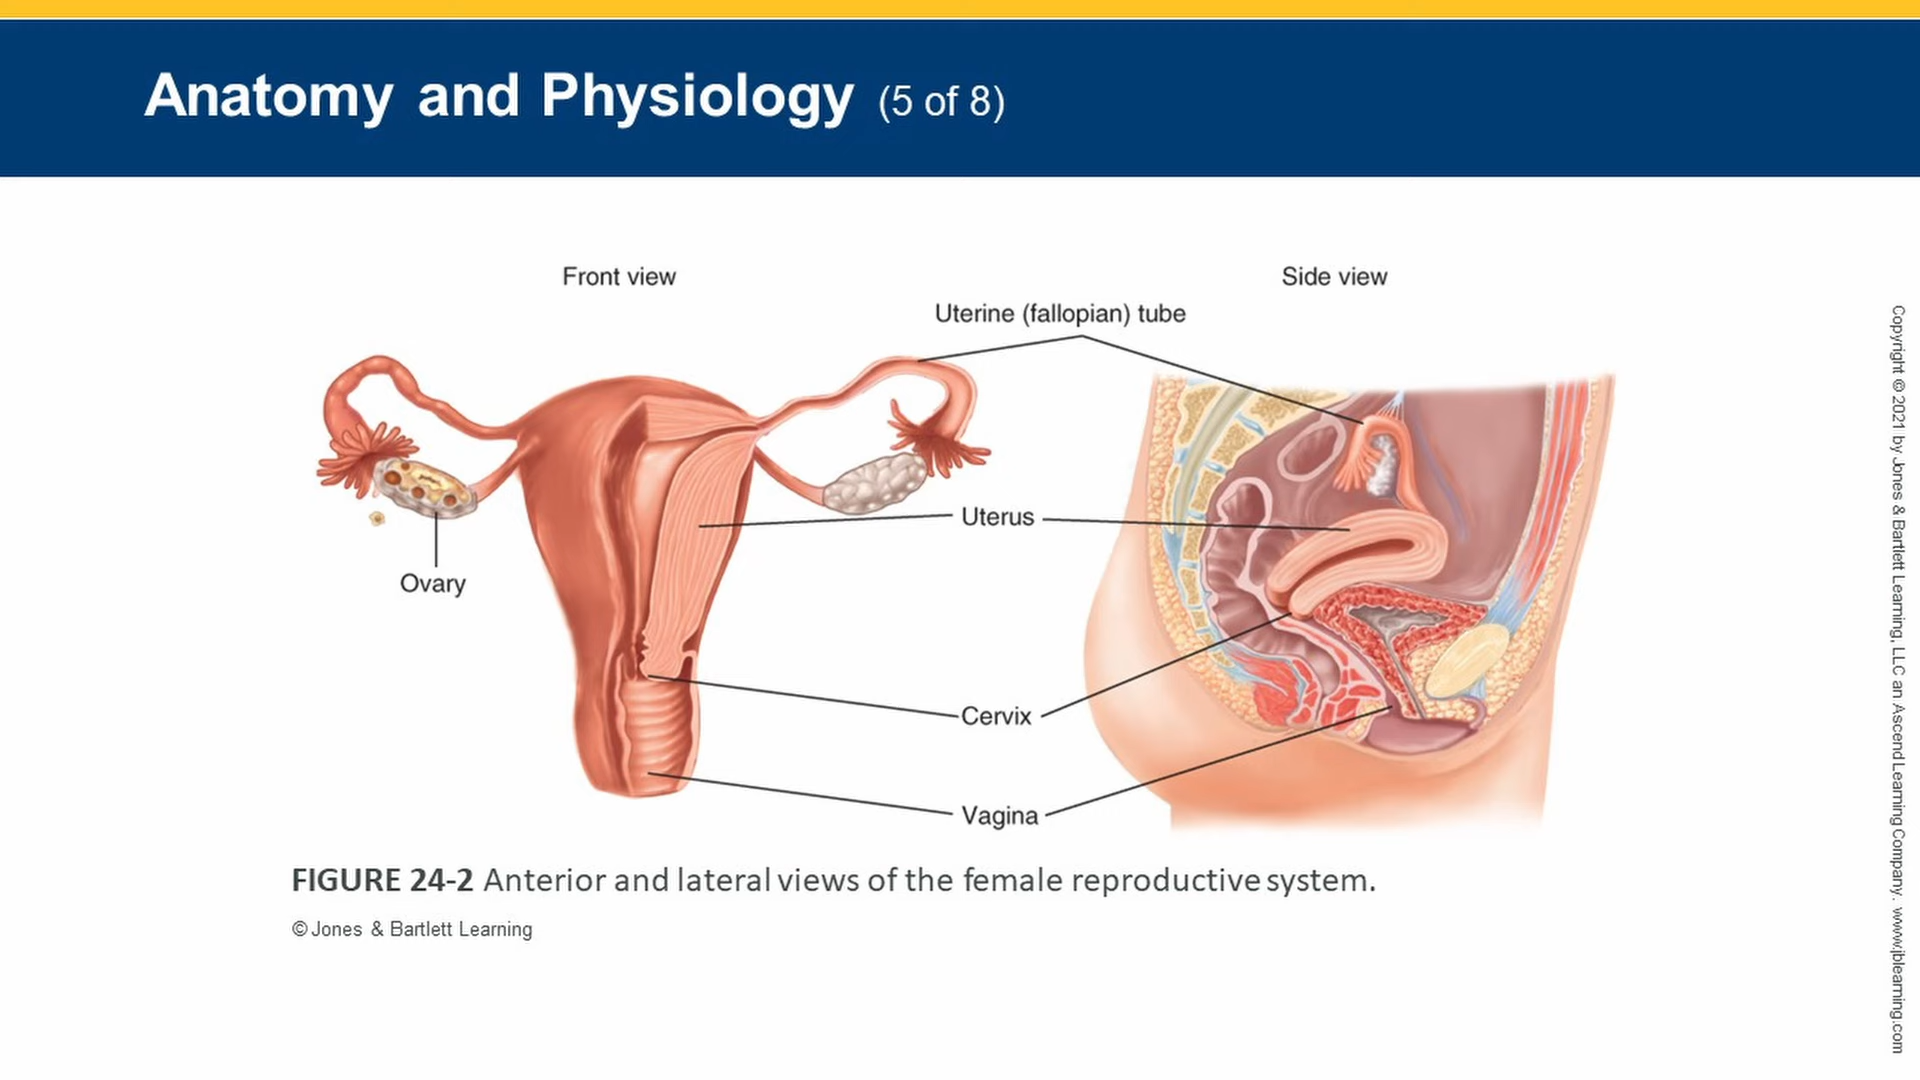 Anatomy and Physiology (5 of 8)
Front view
Side view
Uterine (fallopian) tube
Uterus
Ovary
Cervix
Vagina
FIGURE 24-2 Anterior and lateral views of the female reproductive system.
© Jones & Bartlett Learning
Copyright © 2021 by Jones & Bartlett Learning, LLC an Ascend Learning Company. www.jblearning.com